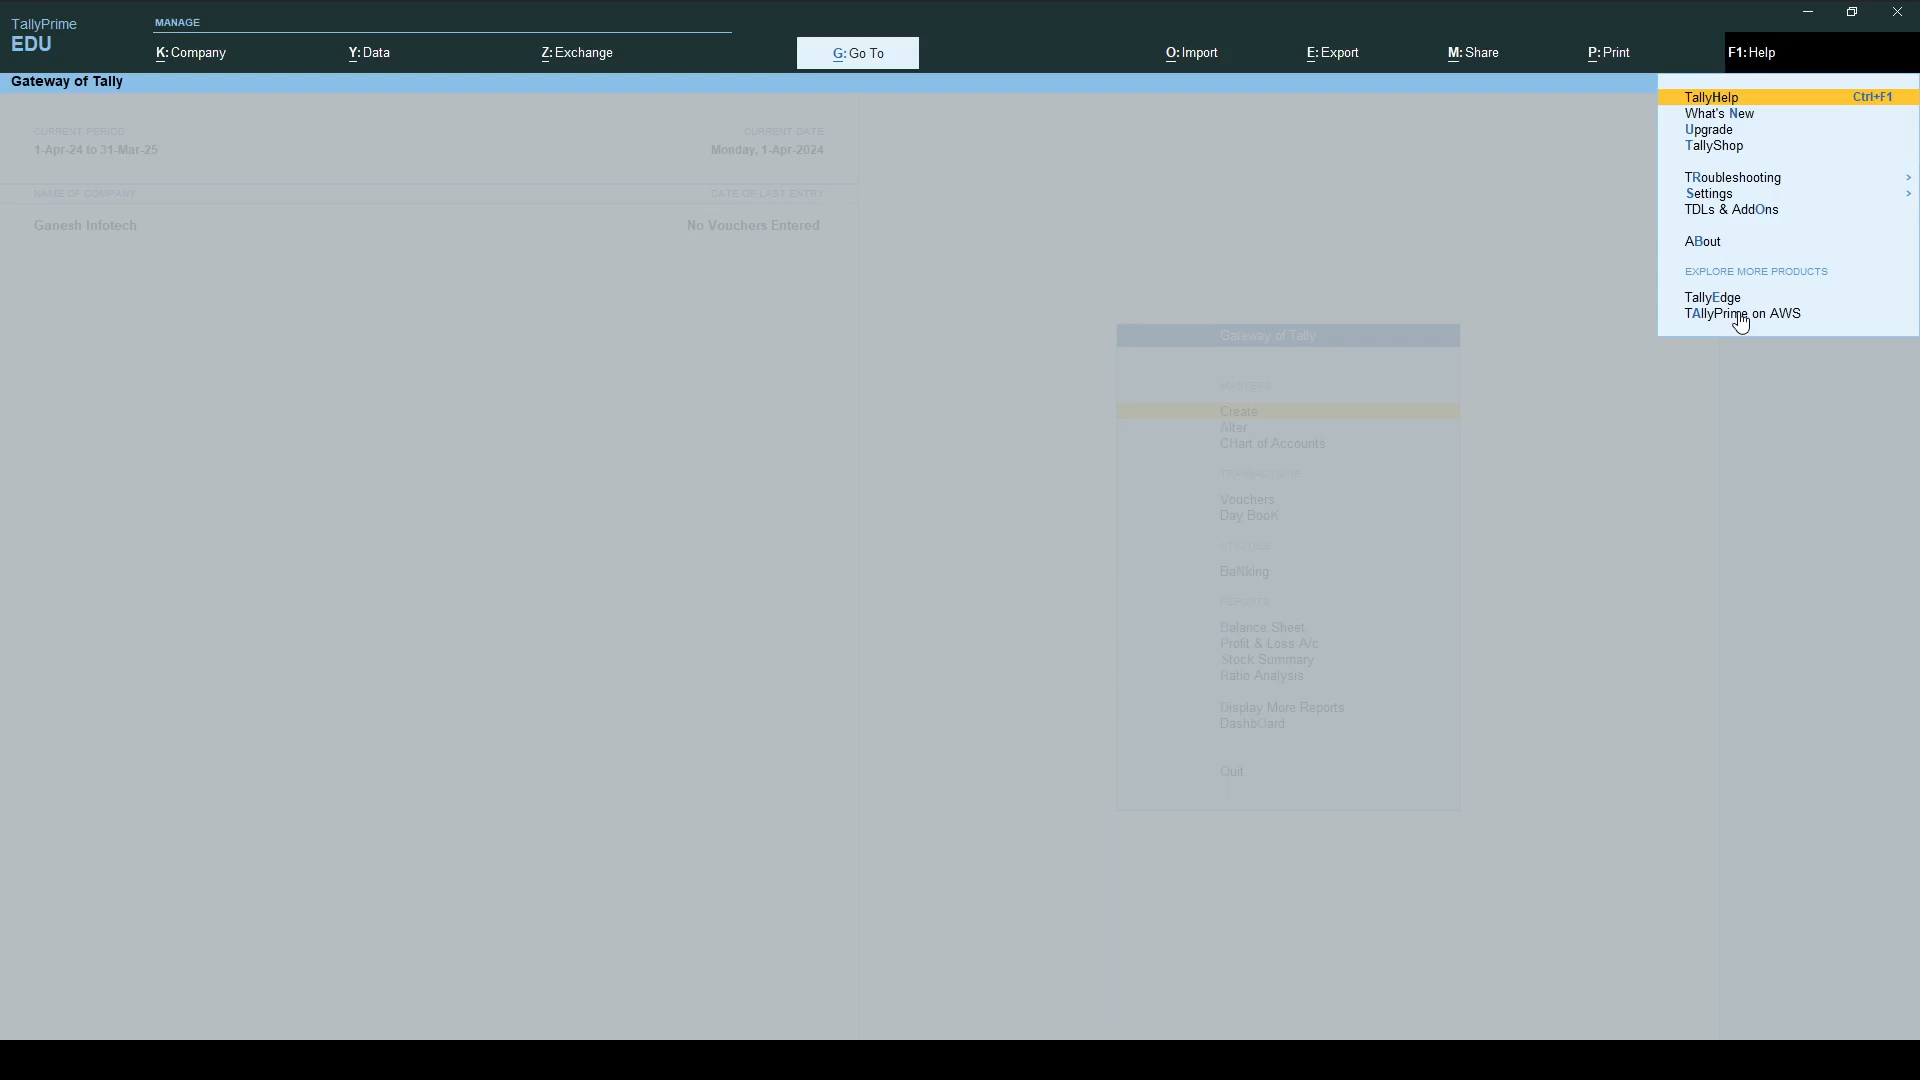 TallyPrime
EDU
MANAGE
K: Company
Y: Data
Z: Exchange
G: Go To
O: Import
E: Export
M: Share
P: Print
F1: Help
Gateway of Tally
TallyHelp Ctrl+F1
What's New
Upgrade
TallyShop
TRoubleshooting >
Settings >
TDLs & AddOns
ABout
EXPLORE MORE PRODUCTS
TallyEdge
TAllyPrime on AWS
CURRENT PERIOD
1-Apr-24 to 31-Mar-25
CURRENT DATE
Monday, 1-Apr-2024
NAME OF COMPANY
DATE OF LAST ENTRY
Ganesh Infotech
No Vouchers Entered
Gateway of Tally
MASTERS
Create
Alter
CHart of Accounts
TRANSACTIONS
Vouchers
Day BooK
UTILITIES
BaNking
REPORTS
Balance Sheet
Profit & Loss A/c
Stock Summary
Ratio Analysis
Display More Reports
DashbOard
Quit